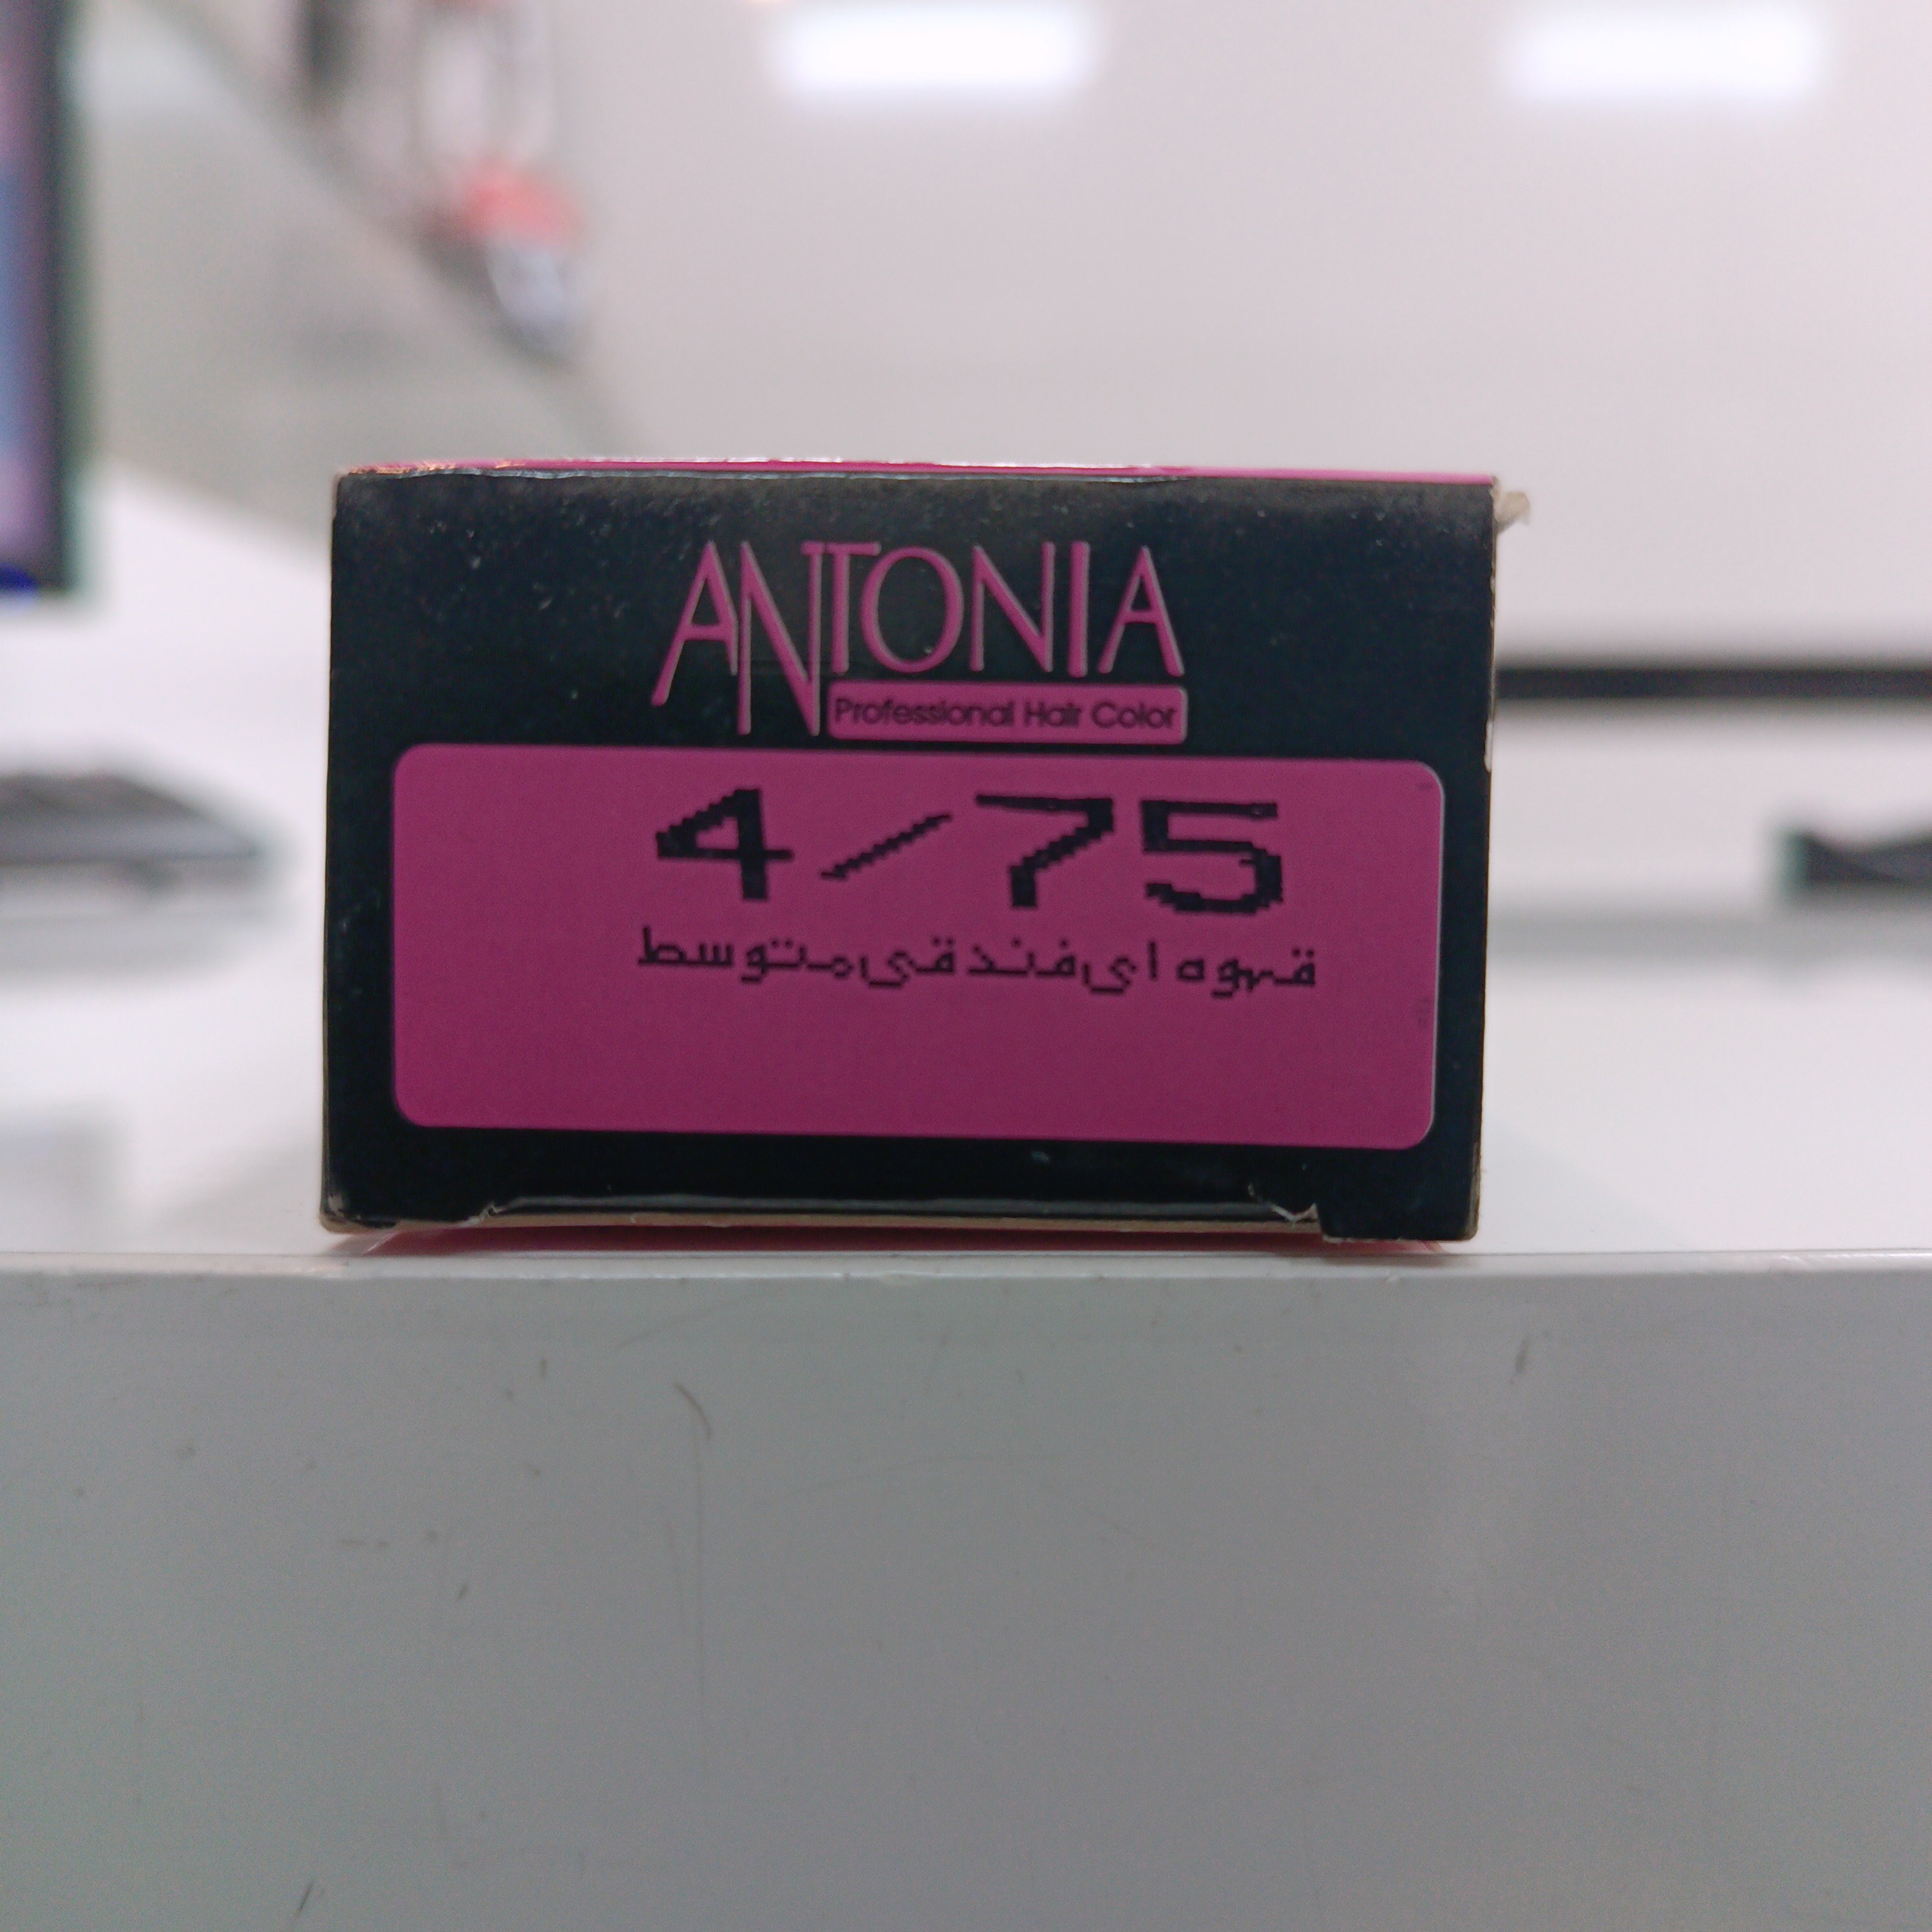 ANTONIA
Professional Hair Color
4/75
قهوه ای فندقی متوسط